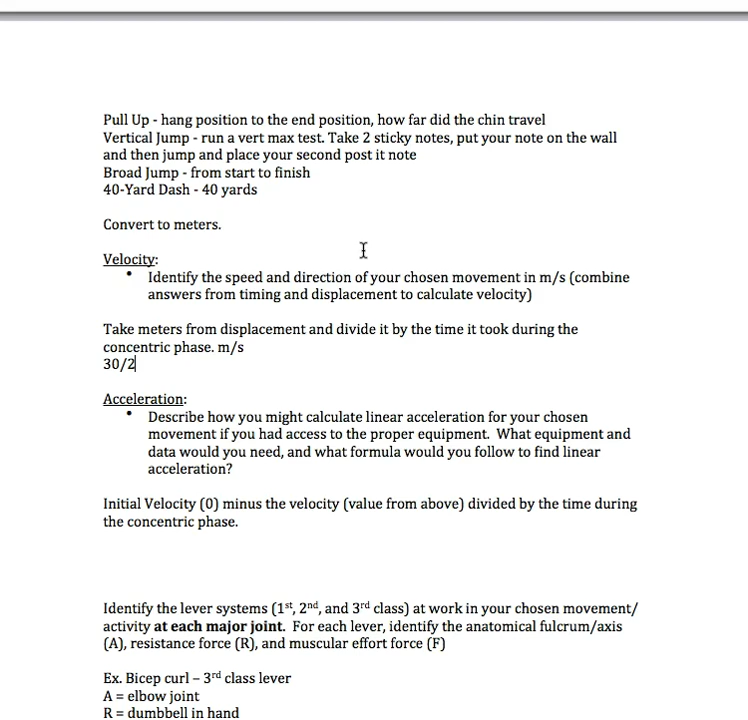 Pull Up - hang position to the end position, how far did the chin travel
Vertical Jump - run a vert max test. Take 2 sticky notes, put your note on the wall
and then jump and place your second post it note
Broad Jump - from start to finish
40-Yard Dash - 40 yards
Convert to meters.
Velocity:
• Identify the speed and direction of your chosen movement in m/s (combine
answers from timing and displacement to calculate velocity)
Take meters from displacement and divide it by the time it took during the
concentric phase. m/s
30/2
Acceleration:
• Describe how you might calculate linear acceleration for your chosen
movement if you had access to the proper equipment. What equipment and
data would you need, and what formula would you follow to find linear
acceleration?
Initial Velocity (0) minus the velocity (value from above) divided by the time during
the concentric phase.
Identify the lever systems (1st, 2nd, and 3rd class) at work in your chosen movement/
activity at each major joint. For each lever, identify the anatomical fulcrum/axis
(A), resistance force (R), and muscular effort force (F)
Ex. Bicep curl – 3rd class lever
A = elbow joint
R = dumbbell in hand